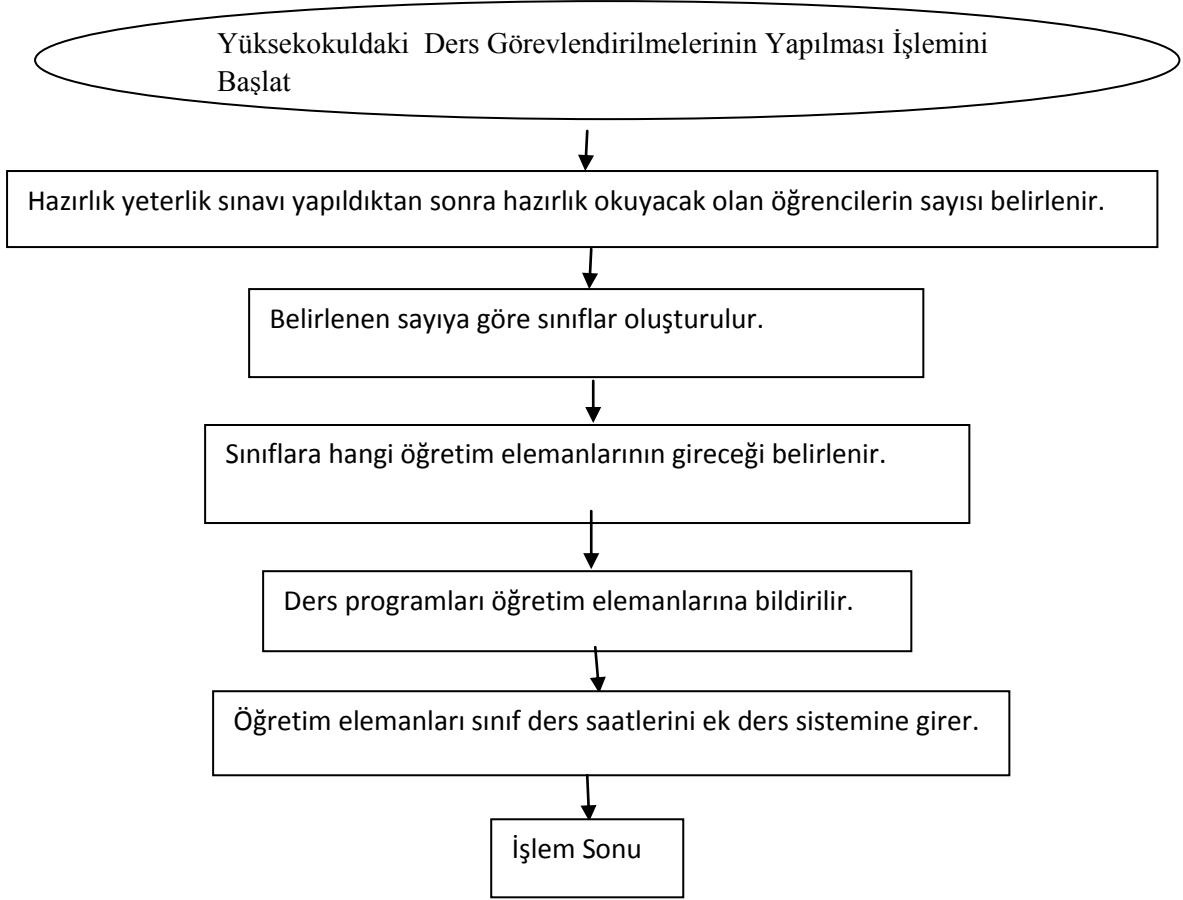 Yüksekokuldaki Ders Görevlendirilmelerinin Yapılması İşlemini
Başlat
Hazırlık yeterlik sınavı yapıldıktan sonra hazırlık okuyacak olan öğrencilerin sayısı belirlenir.
Belirlenen sayıya göre sınıflar oluşturulur.
Sınıflara hangi öğretim elemanlarının gireceği belirlenir.
Ders programları öğretim elemanlarına bildirilir.
Öğretim elemanları sınıf ders saatlerini ek ders sistemine girer.
İşlem Sonu